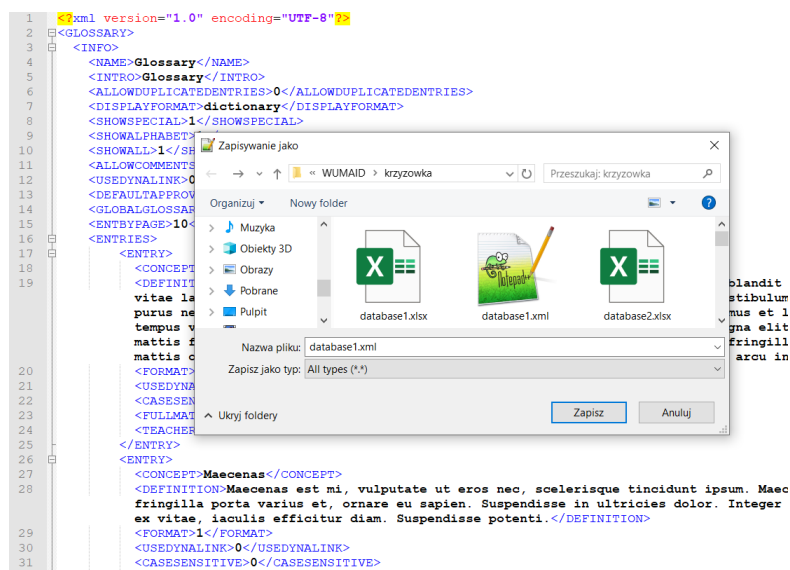 1 <?xml version="1.0" encoding="UTF-8"?>
2 <GLOSSARY>
3 <INFO>
4 <NAME>Glossary</NAME>
5 <INTRO>Glossary</INTRO>
6 <ALLOWDUPLICATEDENTRIES>0</ALLOWDUPLICATEDENTRIES>
7 <DISPLAYFORMAT>dictionary</DISPLAYFORMAT>
8 <SHOWSPECIAL>1</SHOWSPECIAL>
9 <SHOWALPHABET>
10 <SHOWALL>1</SH
11 <ALLOWCOMMENTS
12 <USEDYNALINK>0
13 <DEFAULTAPPROV
14 <GLOBALGLOSSAR
15 <ENTBYPAGE>10<
16 <ENTRIES>
17 <ENTRY>
18 <CONCEPT
19 <DEFINIT
blandit
vitae la
stibulum
purus ne
mus et l
tempus v
gna elit
mattis f
fringill
mattis
arcu in
20 <FORMAT>
21 <USEDYNA
22 <CASESEN
23 <FULLMAT
24 <TEACHER
25 </ENTRY>
26 <ENTRY>
27 <CONCEPT>Maecenas</CONCEPT>
28 <DEFINITION>Maecenas est mi, vulputate ut eros nec, scelerisque tincidunt ipsum. Maec
fringilla porta varius et, ornare eu sapien. Suspendisse in ultricies dolor. Integer
ex vitae, iaculis efficitur diam. Suspendisse potenti.</DEFINITION>
29 <FORMAT>1</FORMAT>
30 <USEDYNALINK>0</USEDYNALINK>
31 <CASESENSITIVE>0</CASESENSITIVE>
Zapisywanie jako
« WUMAID > krzyzowka
Przeszukaj: krzyzowka
Organizuj
Nowy folder
Muzyka
Obiekty 3D
Obrazy
Pobrane
Pulpit
Notepad++
database1.xlsx
database1.xml
database2.xlsx
Nazwa pliku: database1.xml
Zapisz jako typ: All types (*.*)
Ukryj foldery
Zapisz
Anuluj